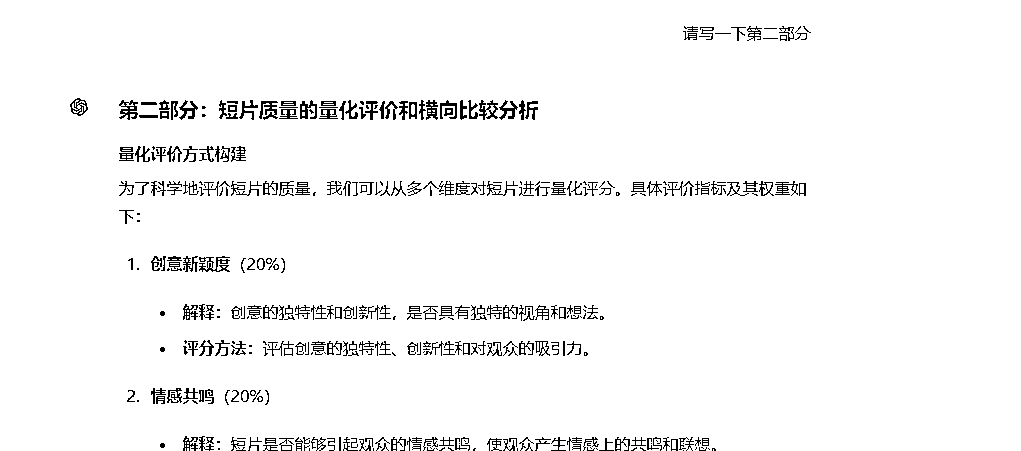 请写一下第二部分
第二部分：短片质量的量化评价和横向比较分析
量化评价方式构建
为了科学地评价短片的质量，我们可以从多个维度对短片进行量化评分。具体评价指标及其权重如
下：
1. 创意新颖度（20%）
• 解释：创意的独特性和创新性，是否具有独特的视角和想法。
• 评分方法：评估创意的独特性、创新性和对观众的吸引力。
2. 情感共鸣（20%）
• 解释：短片是否能够引起观众的情感共鸣，使观众产生情感上的共鸣和联想。